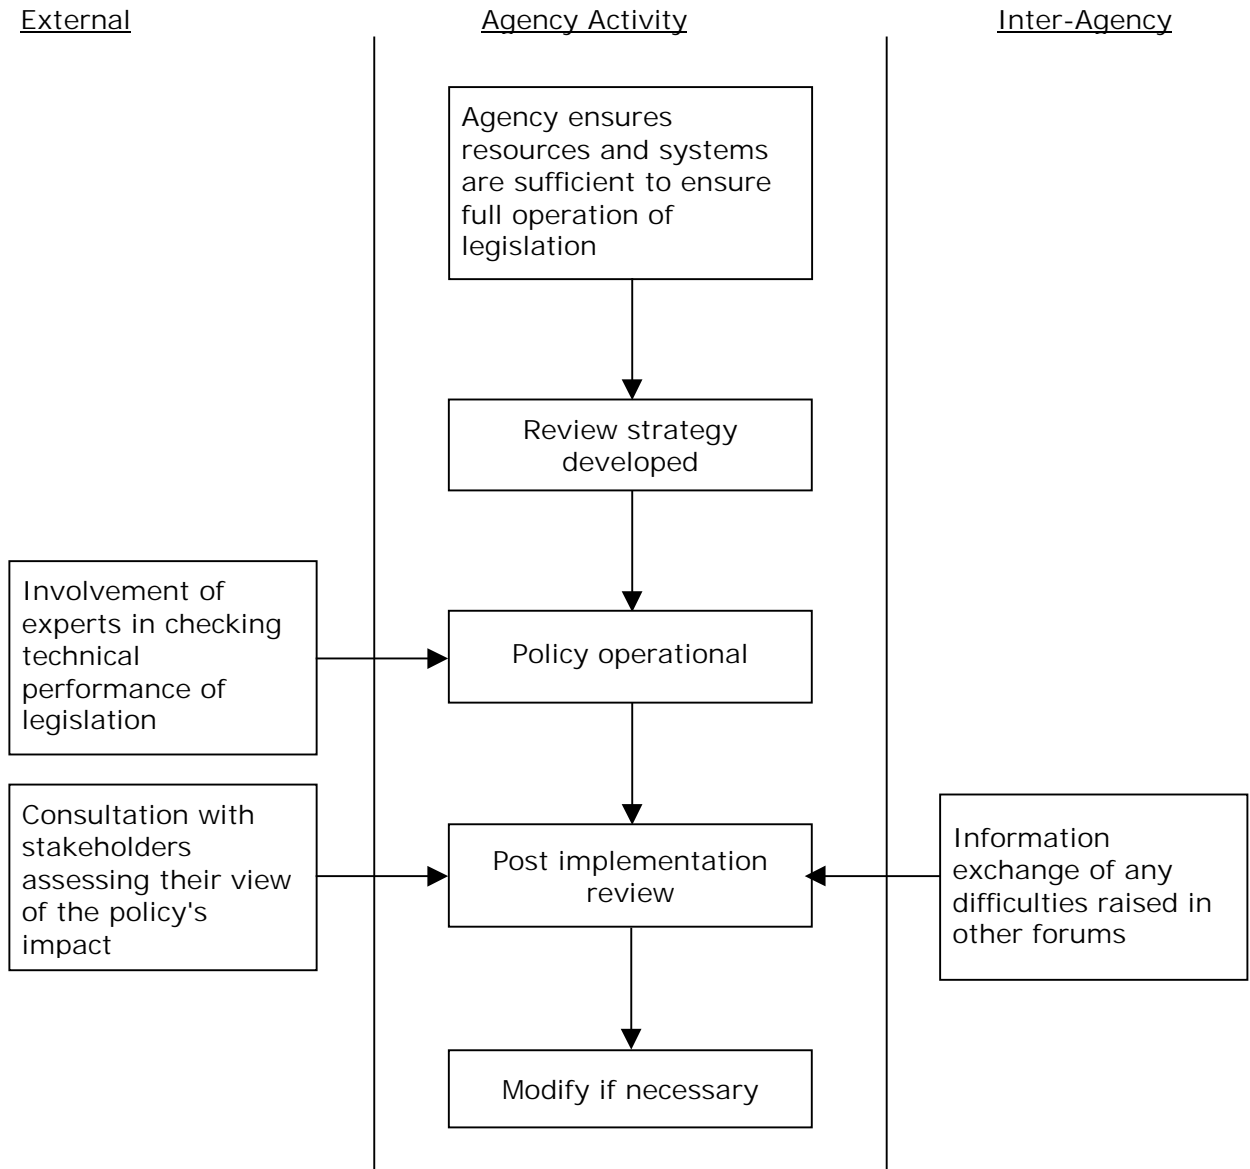 External
Agency Activity
Inter-Agency
Agency ensures
resources and systems
are sufficient to ensure
full operation of
legislation
Review strategy
developed
Involvement of
experts in checking
technical
performance of
legislation
Policy operational
Consultation with
stakeholders
assessing their view
of the policy's
impact
Post implementation
review
Information
exchange of any
difficulties raised in
other forums
Modify if necessary